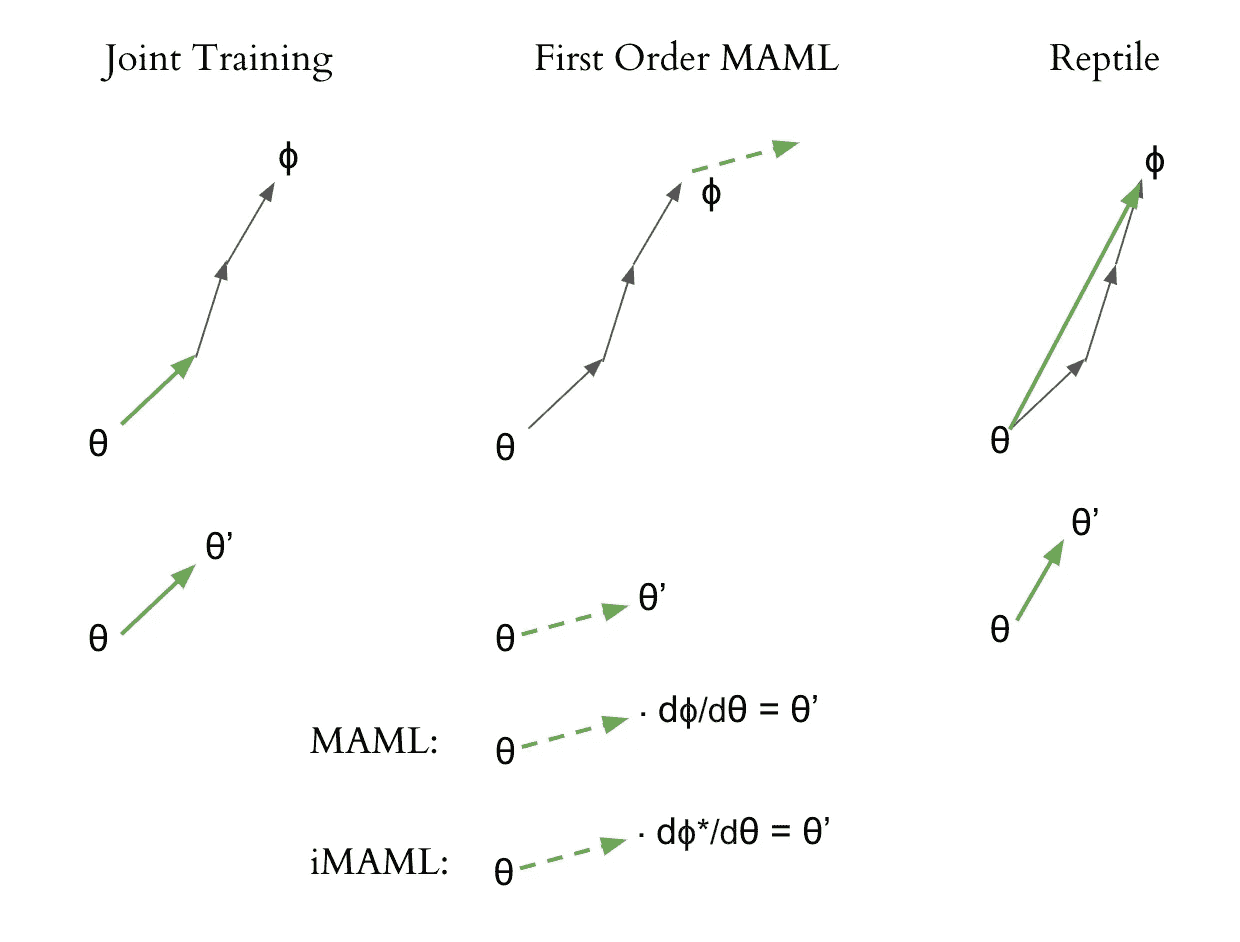 Joint Training
First Order MAML
Reptile
ϕ
ϕ
ϕ
θ
θ
θ
θ’
θ’
θ’
θ
θ
θ
MAML:
θ
· dϕ/dθ = θ’
iMAML:
θ
· dϕ*/dθ = θ’